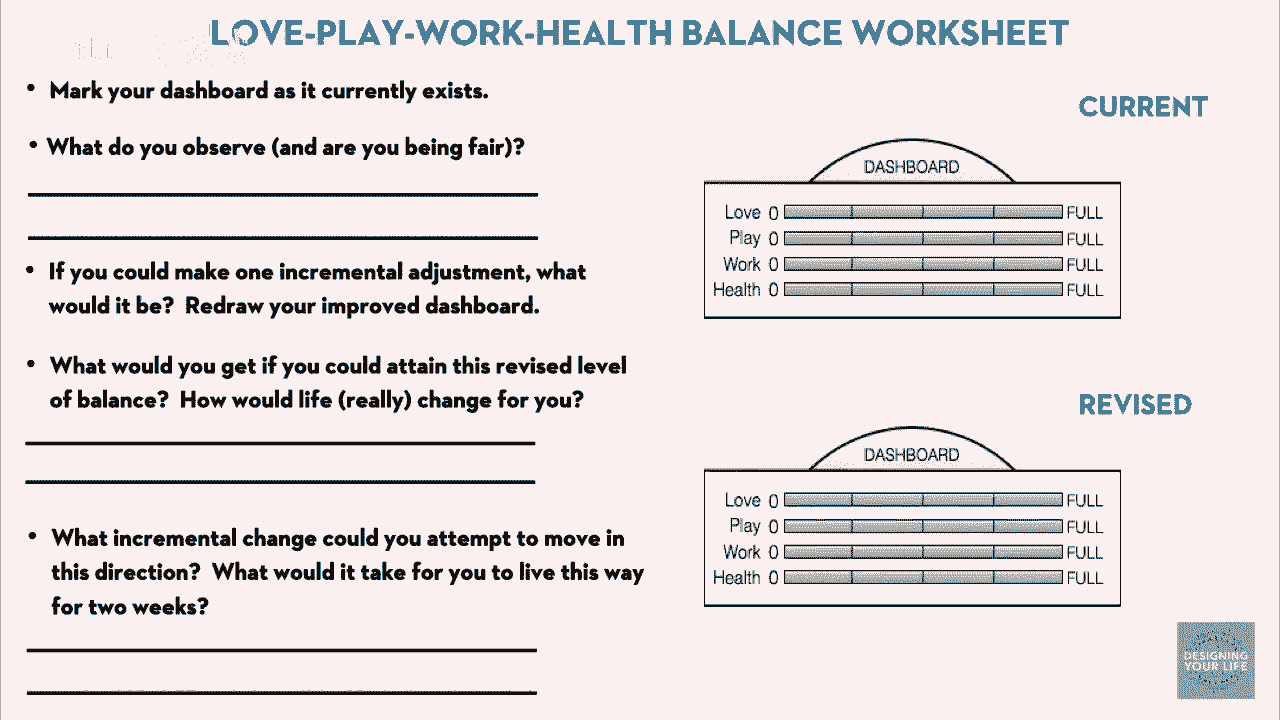 LOVE-PLAY-WORK-HEALTH BALANCE WORKSHEET
• Mark your dashboard as it currently exists.
• What do you observe (and are you being fair)?
• If you could make one incremental adjustment, what
would it be? Redraw your improved dashboard.
• What would you get if you could attain this revised level
of balance? How would life (really) change for you?
• What incremental change could you attempt to move in
this direction? What would it take for you to live this way
for two weeks?
CURRENT
DASHBOARD
Love 0 FULL
Play 0 FULL
Work 0 FULL
Health 0 FULL
REVISED
DASHBOARD
Love 0 FULL
Play 0 FULL
Work 0 FULL
Health 0 FULL
DESIGNING
YOUR LIFE